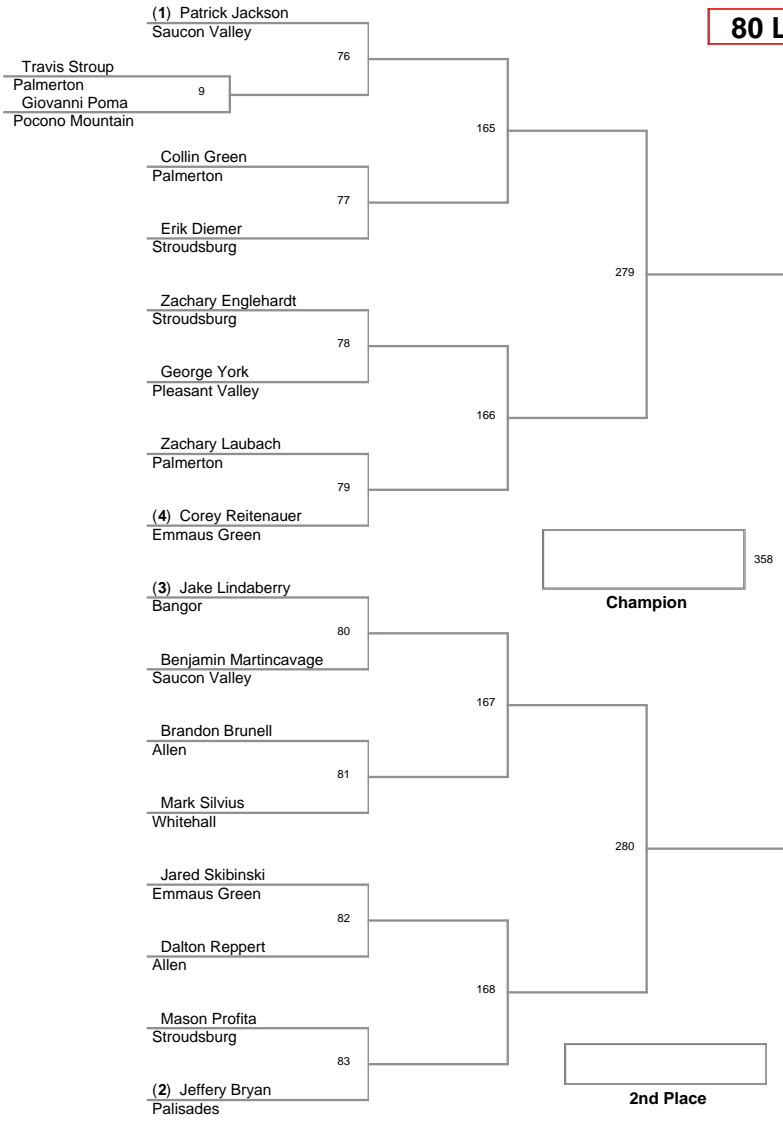 (1) Patrick Jackson
Saucon Valley
80 L
76
Travis Stroup
Palmerton
9
Giovanni Poma
Pocono Mountain
165
Collin Green
Palmerton
77
Erik Diemer
Stroudsburg
279
Zachary Englehardt
Stroudsburg
78
George York
Pleasant Valley
166
Zachary Laubach
Palmerton
79
(4) Corey Reitenauer
Emmaus Green
358
Champion
(3) Jake Lindaberry
Bangor
80
Benjamin Martincavage
Saucon Valley
167
Brandon Brunell
Allen
81
Mark Silvius
Whitehall
280
Jared Skibinski
Emmaus Green
82
Dalton Reppert
Allen
168
Mason Profita
Stroudsburg
83
(2) Jeffery Bryan
Palisades
2nd Place